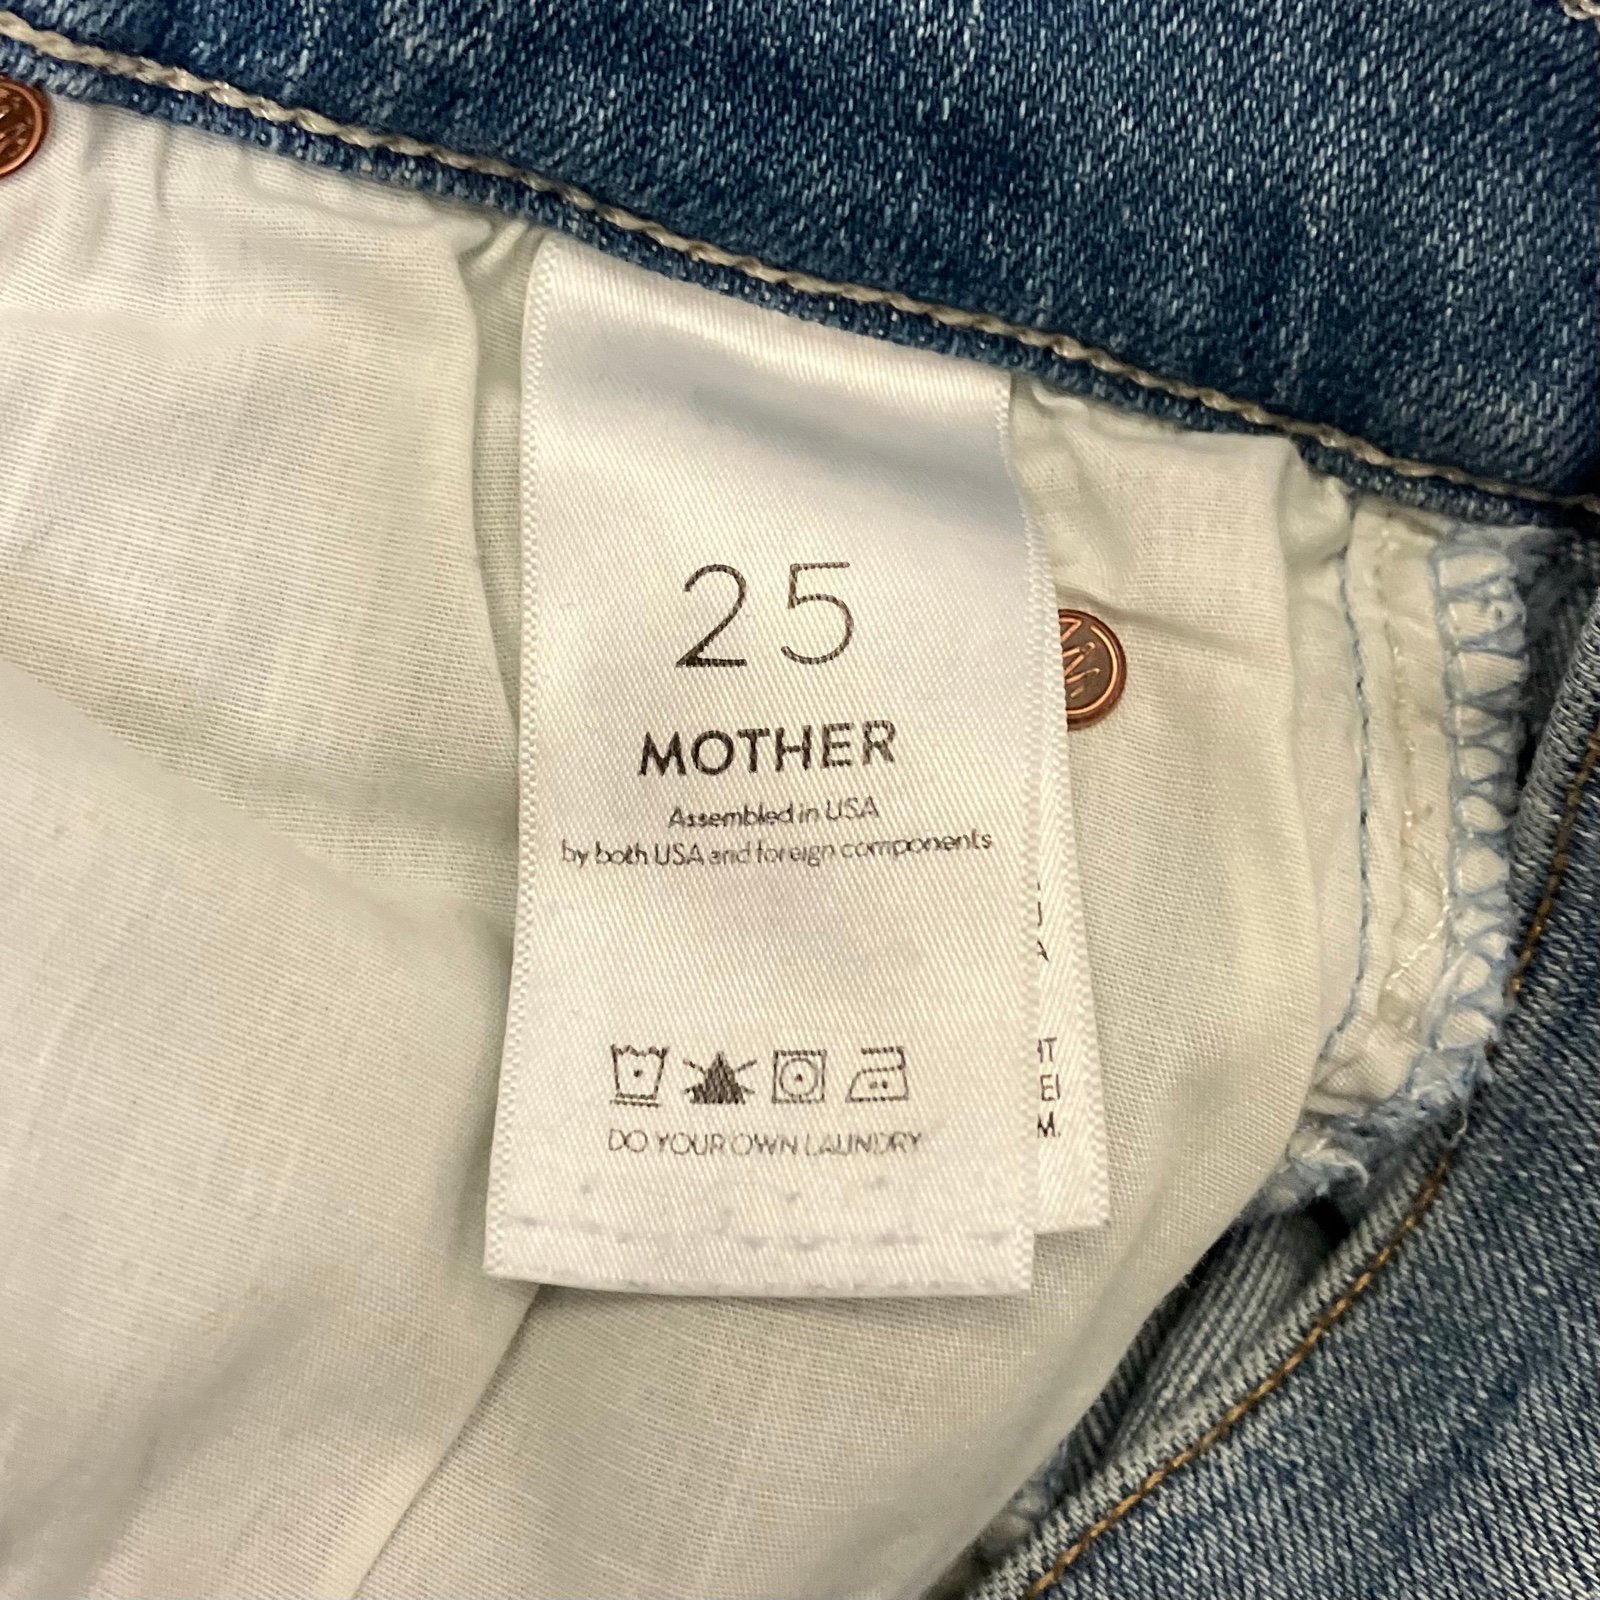 25
MOTHER
Assembled in USA
by both USA and foreign components
DO YOUR OWN LAUNDRY